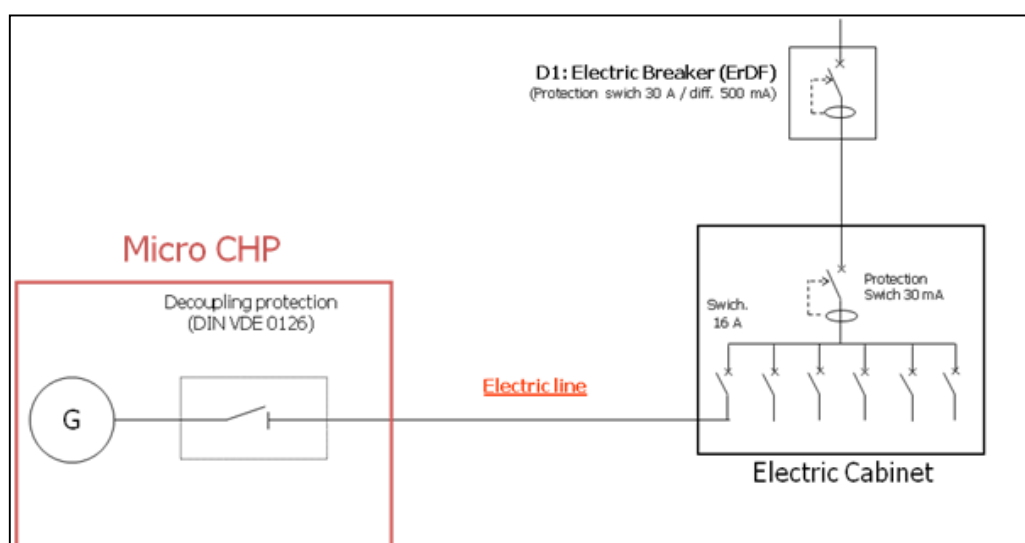 D1: Electric Breaker (ErDF)
(Protection swich 30 A / diff. 500 mA)
Micro CHP
Decoupling protection
(DIN VDE 0126)
Swich.
16 A
Protection
Swich 30 mA
Electric line
G
Electric Cabinet